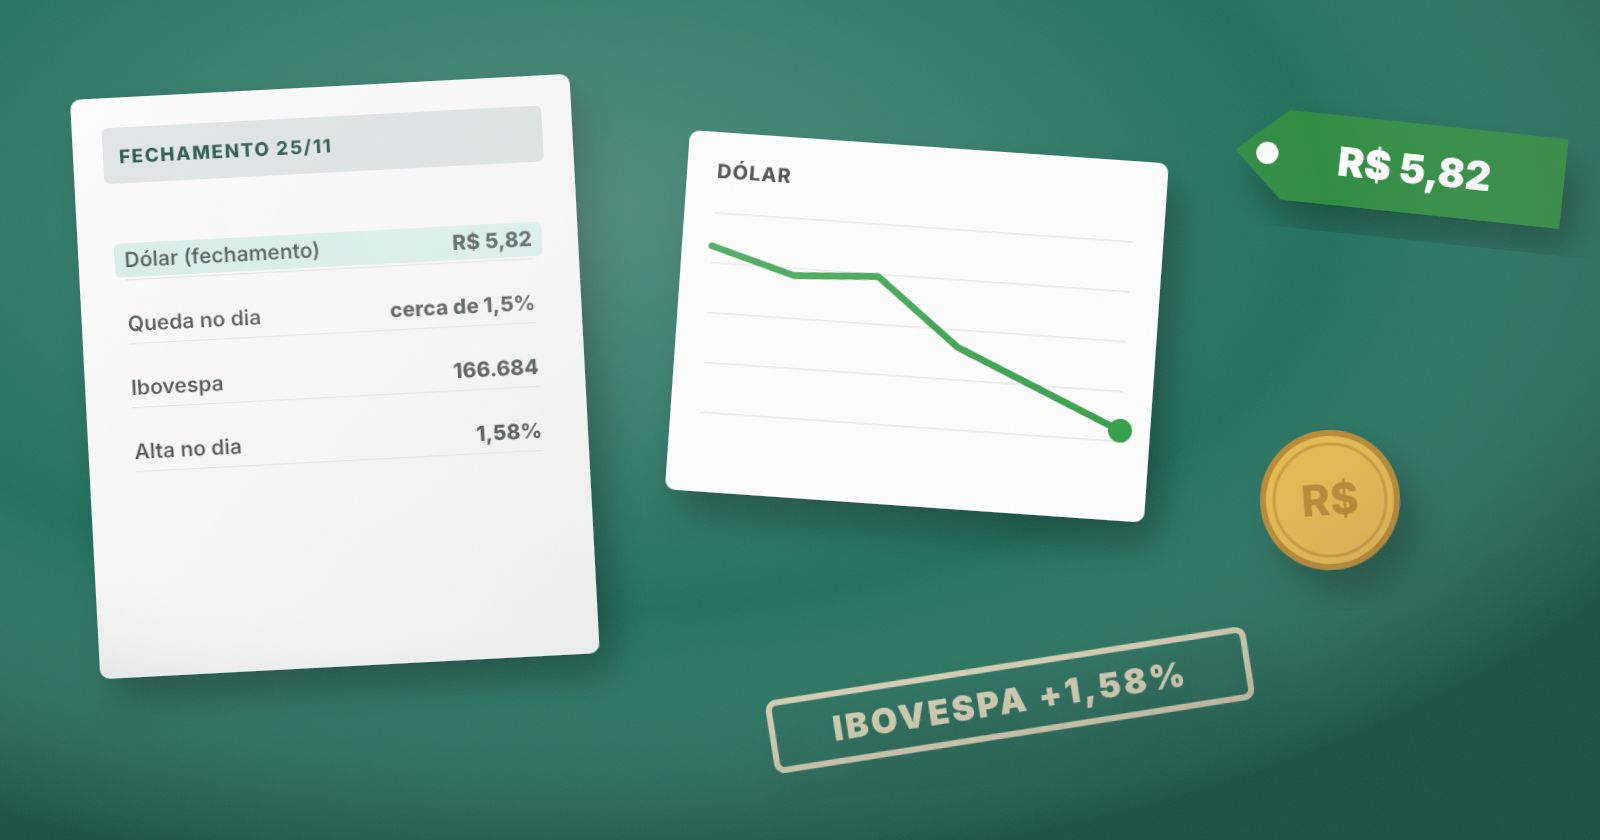 FECHAMENTO 25/11
Dólar (fechamento) R$ 5,82
Queda no dia cerca de 1,5%
Ibovespa 166.684
Alta no dia 1,58%
DÓLAR
R$ 5,82
R$
IBOVESPA +1,58%